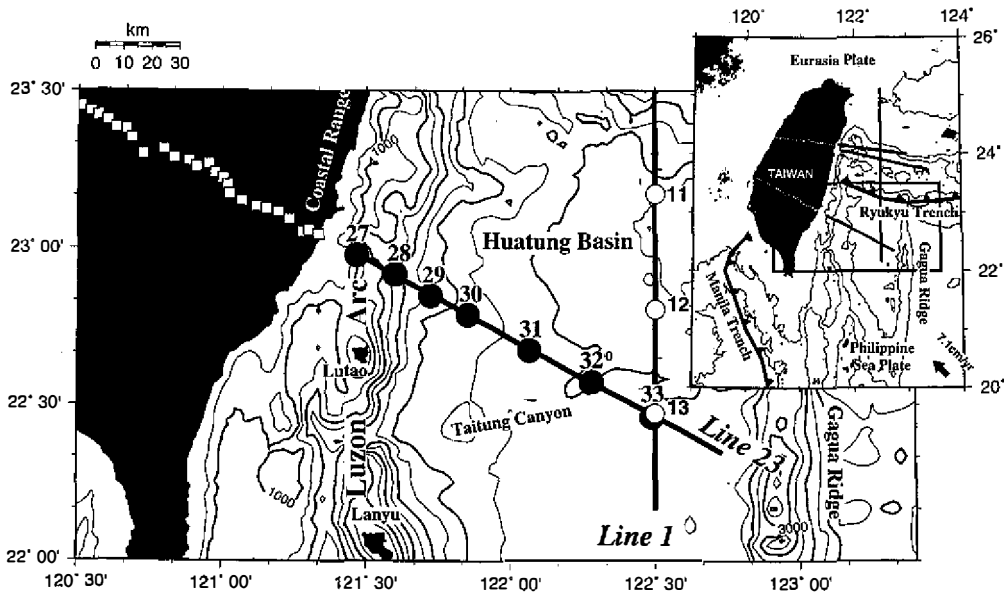 km
0 10 20 30
23° 30'
23° 00'
22° 30'
22° 00'
120° 30'
121° 00'
121° 30'
122° 00'
122° 30'
123° 00'
Coastal Range
1000
27
28
29
30
31
32°
33
11
12
13
Huatung Basin
Luzon Arc
Lutao
Lanyu
1000
Taitung Canyon
Line 23
Line 1
Gagua Ridge
3000
120°
122°
124°
26°
24°
22°
20°
Eurasia Plate
TAIWAN
Ryukyu Trench
Gagua Ridge
Manila Trench
Philippine
Sea Plate
7.1cm/yr